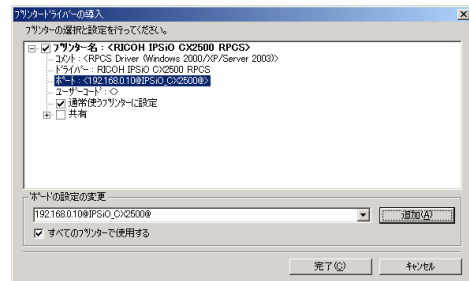 プリンタードライバーの導入
プリンターの選択と設定を行ってください。
プリンター名 : <RICOH IPSiO CX2500 RPCS>
コメント : <RPCS Driver (Windows 2000/XP/Server 2003)>
ドライバー : RICOH IPSiO CX2500 RPCS
ポート : <192.168.0.10@IPSiO_CX2500@>
ユーザーコード : <>
通常使うプリンターに設定
共有
'ポート'の設定の変更
192.168.0.10@IPSiO_CX2500@
追加(A)
すべてのプリンターで使用する
完了(C)
キャンセル